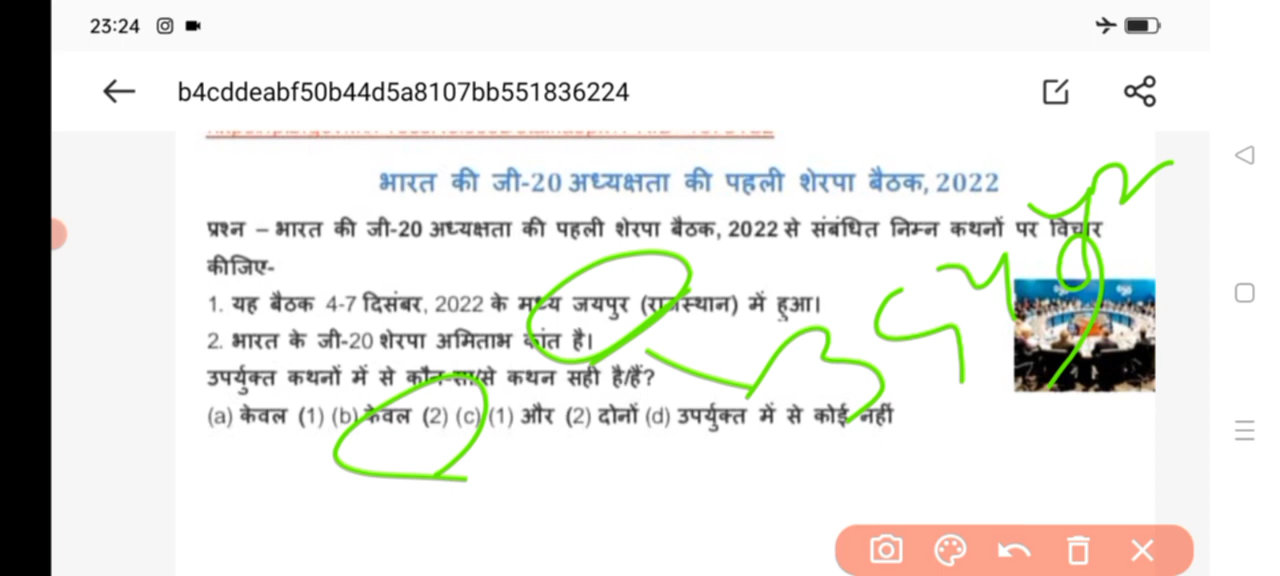 23:24
b4cddeabf50b44d5a8107bb551836224
भारत की जी-20 अध्यक्षता की पहली शेरपा बैठक, 2022
प्रश्न – भारत की जी-20 अध्यक्षता की पहली शेरपा बैठक, 2022 से संबंधित निम्न कथनों पर विचार
कीजिए-
1. यह बैठक 4-7 दिसंबर, 2022 के मध्य जयपुर (राजस्थान) में हुआ।
2. भारत के जी-20 शेरपा अमिताभ कांत है।
उपर्युक्त कथनों में से कौन-सा/से कथन सही है/हैं?
(a) केवल (1) (b) केवल (2) (c) (1) और (2) दोनों (d) उपर्युक्त में से कोई नहीं